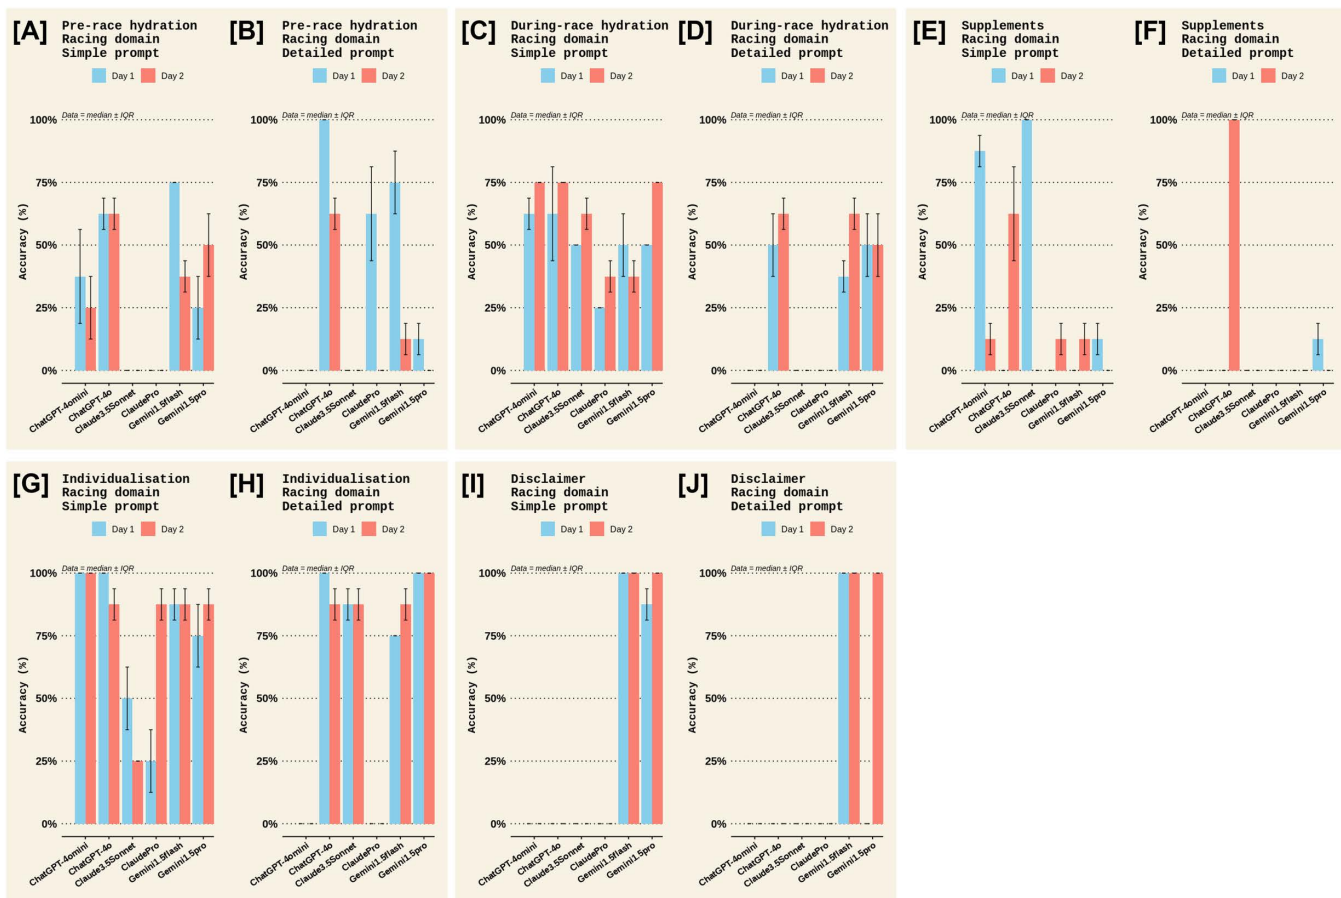 [A]
Pre-race hydration
Racing domain
Simple prompt
Day 1 Day 2
Data = median ± IQR
100%
75%
50%
25%
0%
Accuracy (%)
ChatGPT-4omini
ChatGPT-4o
Claude3.5Sonnet
ClaudePro
Gemini1.5flash
Gemini1.5pro
[B]
Pre-race hydration
Racing domain
Detailed prompt
Day 1 Day 2
Data = median ± IQR
100%
75%
50%
25%
0%
Accuracy (%)
ChatGPT-4omini
ChatGPT-4o
Claude3.5Sonnet
ClaudePro
Gemini1.5flash
Gemini1.5pro
[C]
During-race hydration
Racing domain
Simple prompt
Day 1 Day 2
Data = median ± IQR
100%
75%
50%
25%
0%
Accuracy (%)
ChatGPT-4omini
ChatGPT-4o
Claude3.5Sonnet
ClaudePro
Gemini1.5flash
Gemini1.5pro
[D]
During-race hydration
Racing domain
Detailed prompt
Day 1 Day 2
Data = median ± IQR
100%
75%
50%
25%
0%
Accuracy (%)
ChatGPT-4omini
ChatGPT-4o
Claude3.5Sonnet
ClaudePro
Gemini1.5flash
Gemini1.5pro
[E]
Supplements
Racing domain
Simple prompt
Day 1 Day 2
Data = median ± IQR
100%
75%
50%
25%
0%
Accuracy (%)
ChatGPT-4omini
ChatGPT-4o
Claude3.5Sonnet
ClaudePro
Gemini1.5flash
Gemini1.5pro
[F]
Supplements
Racing domain
Detailed prompt
Day 1 Day 2
Data = median ± IQR
100%
75%
50%
25%
0%
Accuracy (%)
ChatGPT-4omini
ChatGPT-4o
Claude3.5Sonnet
ClaudePro
Gemini1.5flash
Gemini1.5pro
[G]
Individualisation
Racing domain
Simple prompt
Day 1 Day 2
Data = median ± IQR
100%
75%
50%
25%
0%
Accuracy (%)
ChatGPT-4omini
ChatGPT-4o
Claude3.5Sonnet
ClaudePro
Gemini1.5flash
Gemini1.5pro
[H]
Individualisation
Racing domain
Detailed prompt
Day 1 Day 2
Data = median ± IQR
100%
75%
50%
25%
0%
Accuracy (%)
ChatGPT-4omini
ChatGPT-4o
Claude3.5Sonnet
ClaudePro
Gemini1.5flash
Gemini1.5pro
[I]
Disclaimer
Racing domain
Simple prompt
Day 1 Day 2
Data = median ± IQR
100%
75%
50%
25%
0%
Accuracy (%)
ChatGPT-4omini
ChatGPT-4o
Claude3.5Sonnet
ClaudePro
Gemini1.5flash
Gemini1.5pro
[J]
Disclaimer
Racing domain
Detailed prompt
Day 1 Day 2
Data = median ± IQR
100%
75%
50%
25%
0%
Accuracy (%)
ChatGPT-4omini
ChatGPT-4o
Claude3.5Sonnet
ClaudePro
Gemini1.5flash
Gemini1.5pro